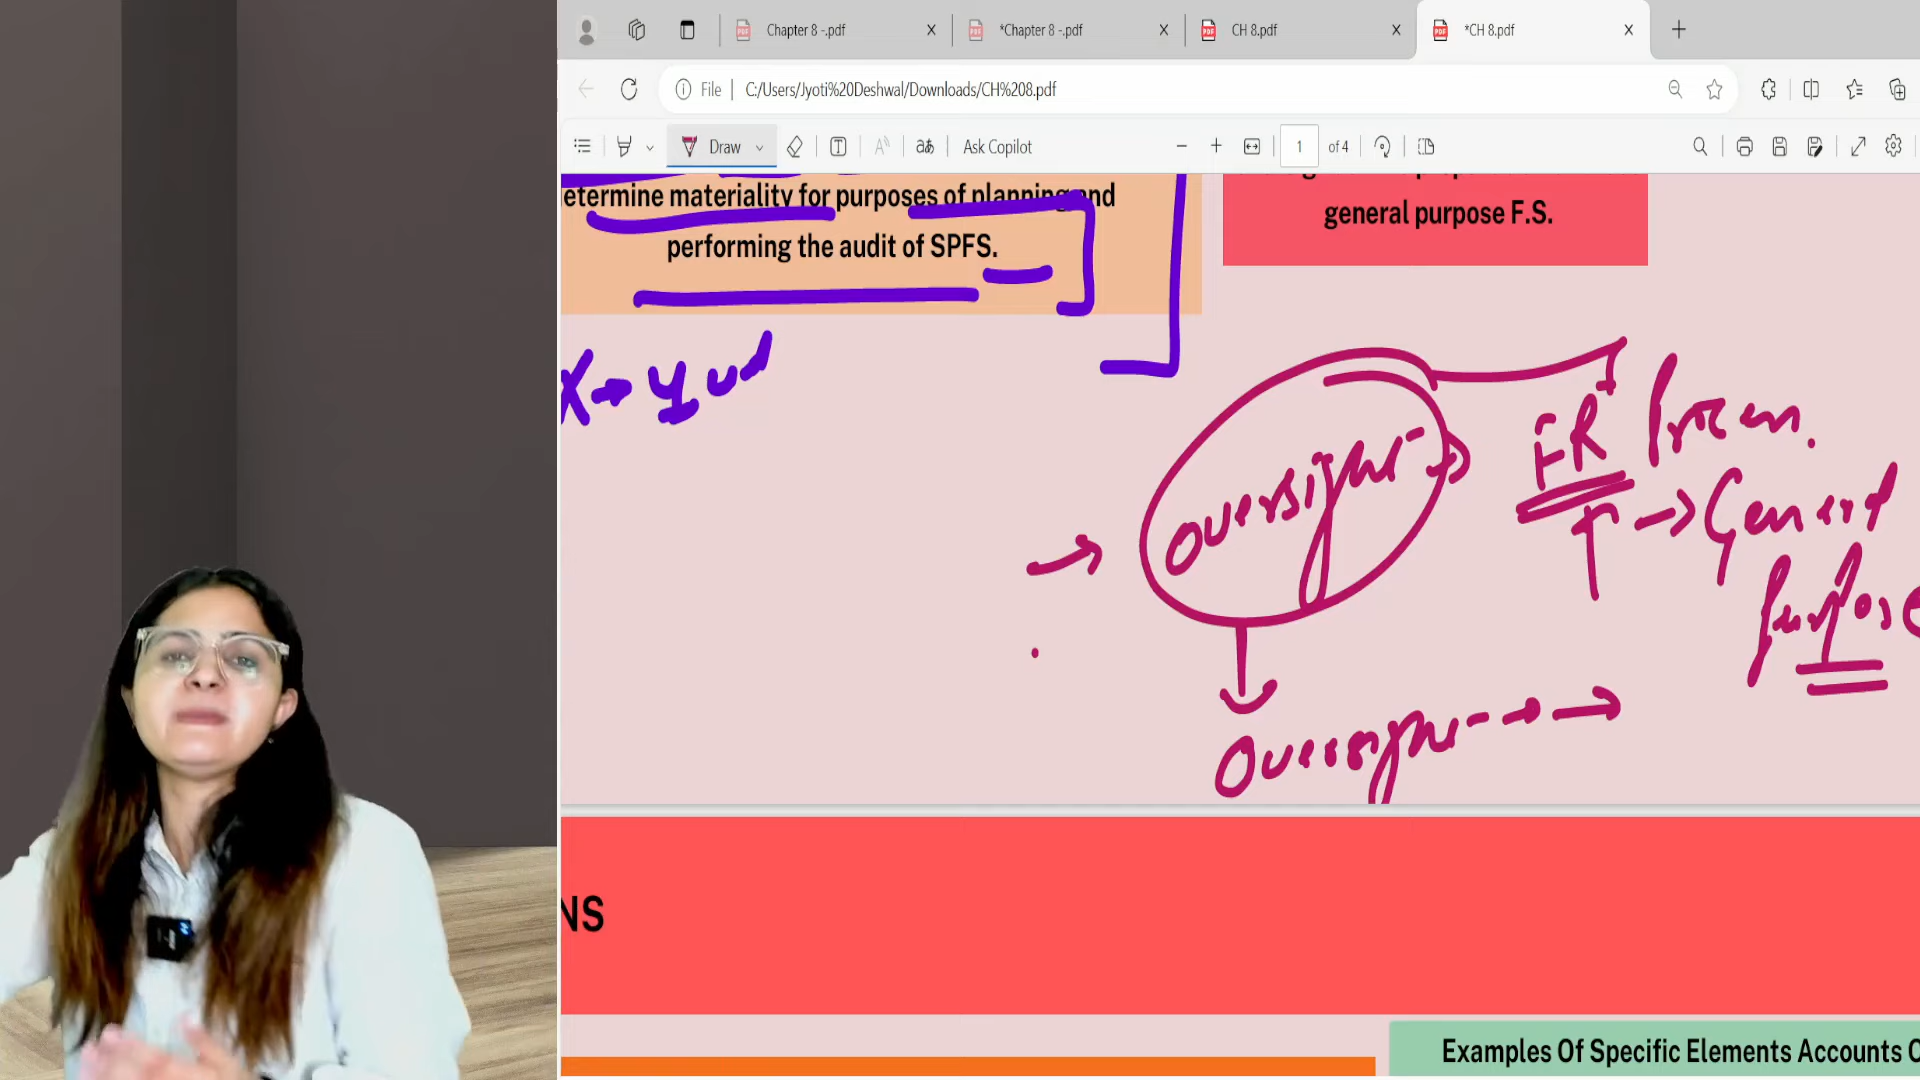 Chapter 8 -.pdf
*Chapter 8 -.pdf
CH 8.pdf
*CH 8.pdf
File
C:/Users/Jyoti%20Deshwal/Downloads/CH%208.pdf
Draw
Ask Copilot
1 of 4
etermine materiality for purposes of planning and
performing the audit of SPFS.
general purpose F.S.
oversight
FR Process.
General
purpose
Oversight
NS
Examples Of Specific Elements Accounts O